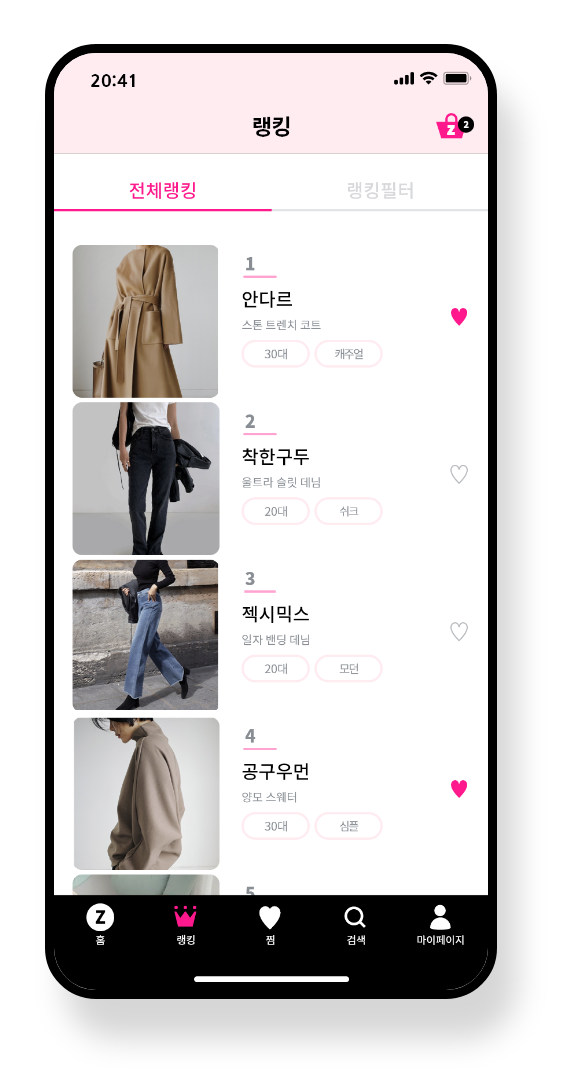 20:41
랭킹
Z
2
전체랭킹 랭킹필터
1
안다르
스톤 트렌치 코트
30대 캐주얼
2
착한구두
울트라 슬릿 데님
20대 쉬크
3
젝시믹스
일자 밴딩 데님
20대 모던
4
공구우먼
양모 스웨터
30대 심플
5
Z
홈 랭킹 찜 검색 마이페이지